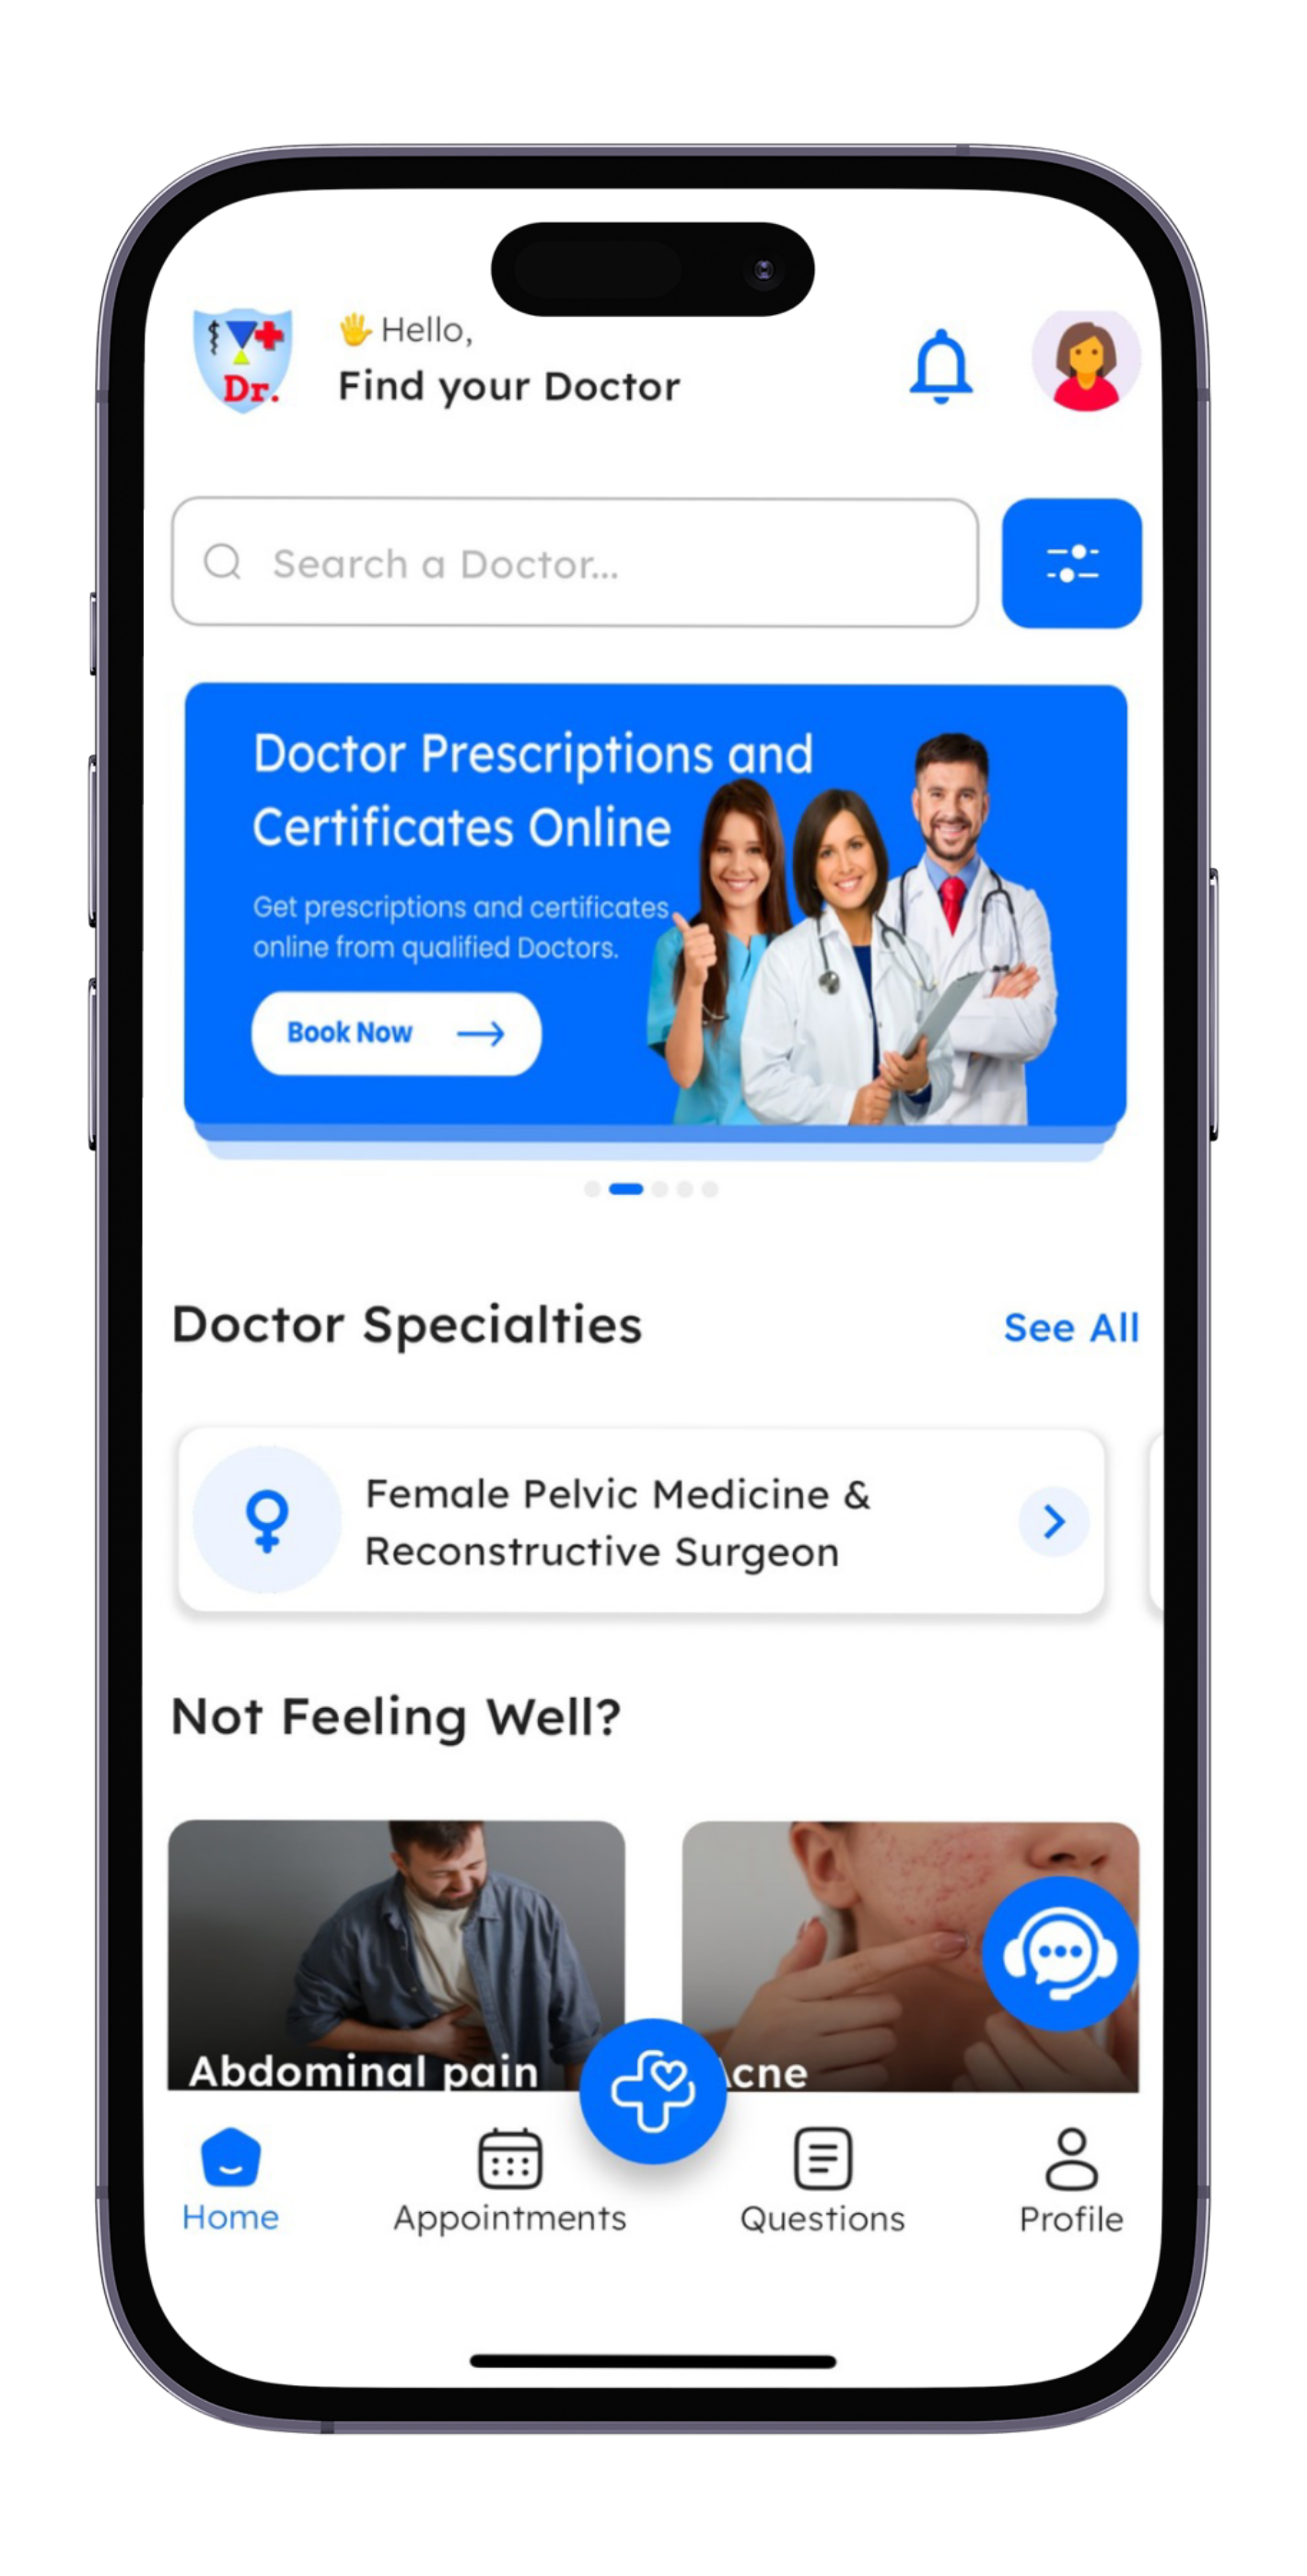 Dr.
🖐 Hello,
Find your Doctor
Search a Doctor...
Doctor Prescriptions and
Certificates Online
Get prescriptions and certificates
online from qualified Doctors.
Book Now
Doctor Specialties
See All
Female Pelvic Medicine &
Reconstructive Surgeon
Not Feeling Well?
Abdominal pain
Acne
Home
Appointments
Questions
Profile